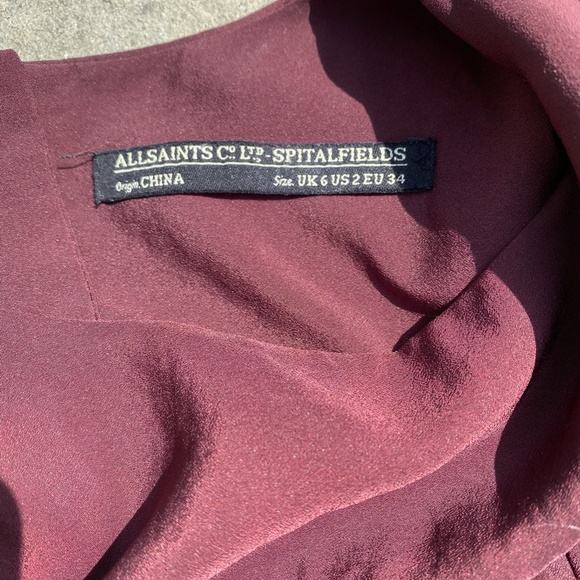 ALLSAINTS Co. LTD.-SPITALFIELDS
Origin. CHINA Size. UK 6 US 2 EU 34